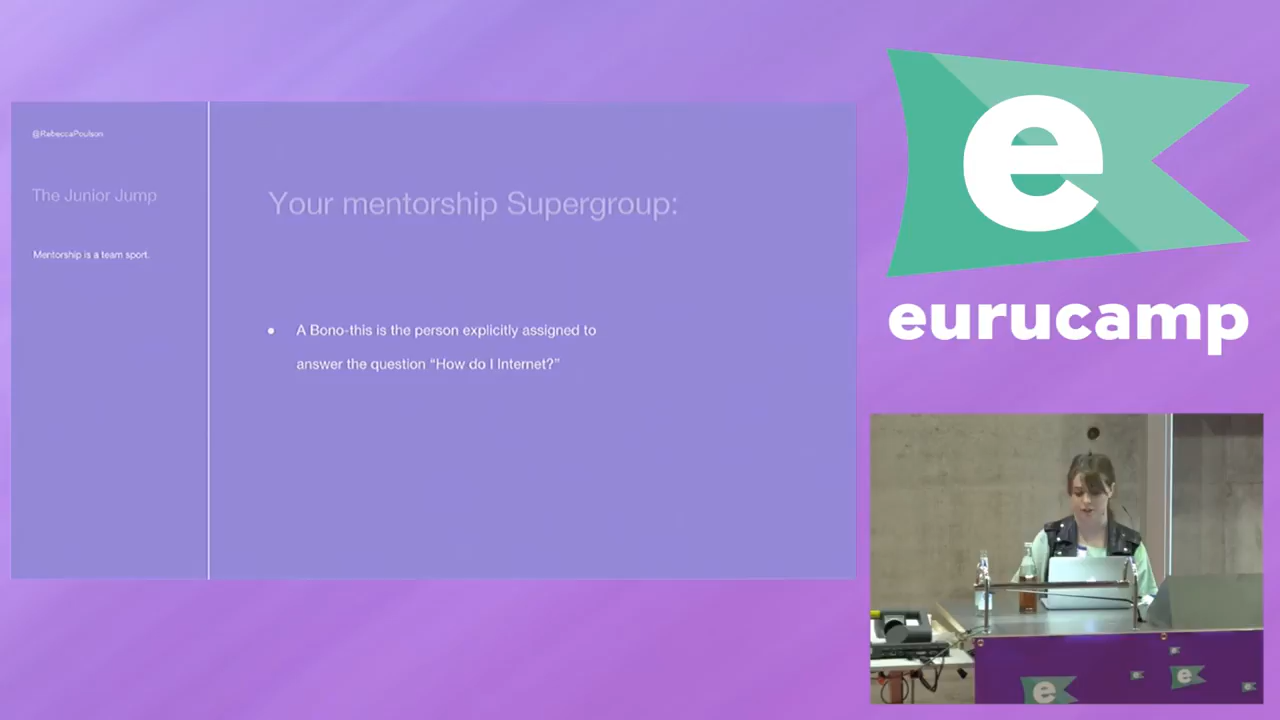 @RebeccaPoulson
The Junior Jump
Mentorship is a team sport.
Your mentorship Supergroup:
A Bono-this is the person explicitly assigned to
answer the question “How do I Internet?”
e
eurucamp
e
e
e